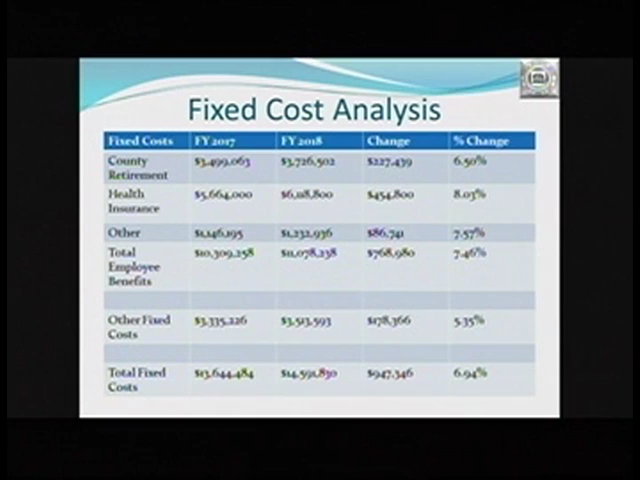 Fixed Cost Analysis
Fixed Costs FY 2017 FY 2018 Change % Change
County Retirement $3,499,063 $3,726,502 $227,439 6.50%
Health Insurance $5,664,000 $6,118,800 $454,800 8.03%
Other $1,146,195 $1,232,936 $86,741 7.57%
Total Employee Benefits $10,309,258 $11,078,238 $768,980 7.46%
Other Fixed Costs $3,335,226 $3,513,593 $178,366 5.35%
Total Fixed Costs $13,644,484 $14,591,830 $947,346 6.94%